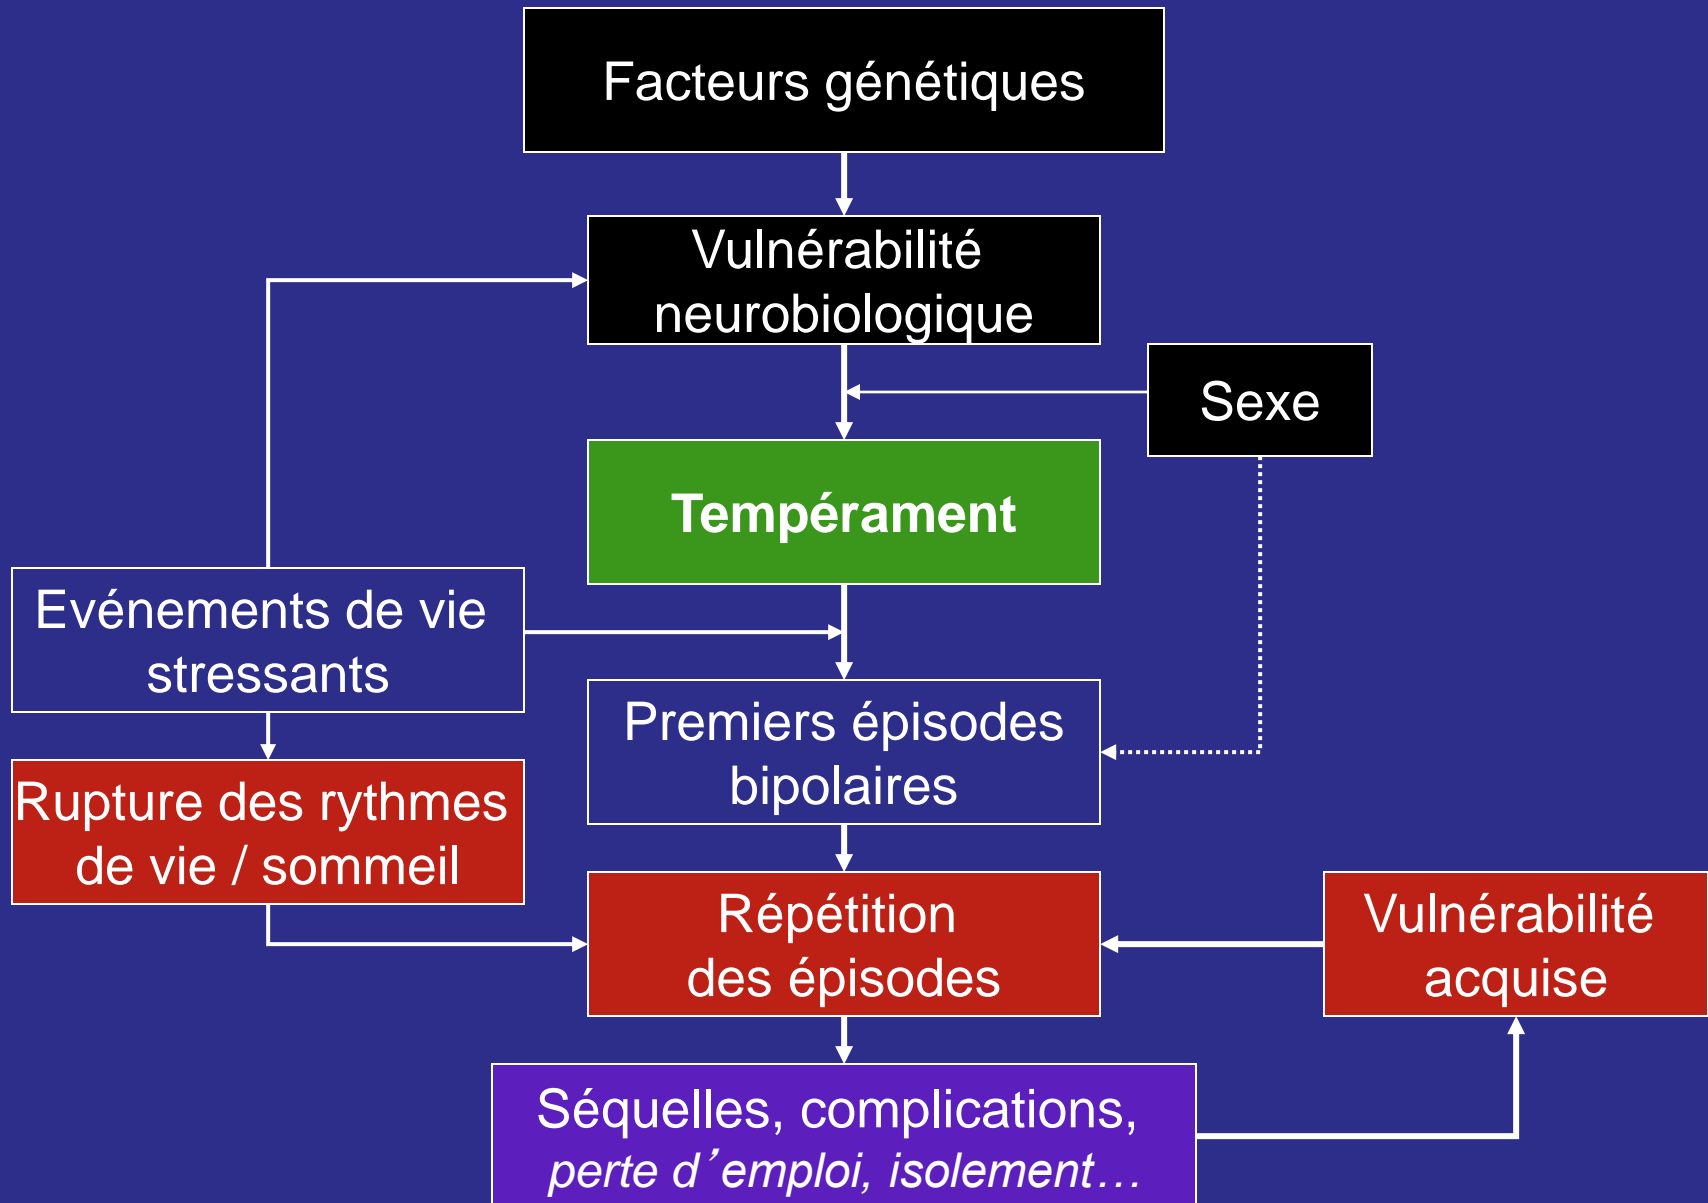 Facteurs génétiques
Vulnérabilité
neurobiologique
Sexe
Tempérament
Evénements de vie
stressants
Premiers épisodes
bipolaires
Rupture des rythmes
de vie / sommeil
Répétition
des épisodes
Vulnérabilité
acquise
Séquelles, complications,
perte d’emploi, isolement…